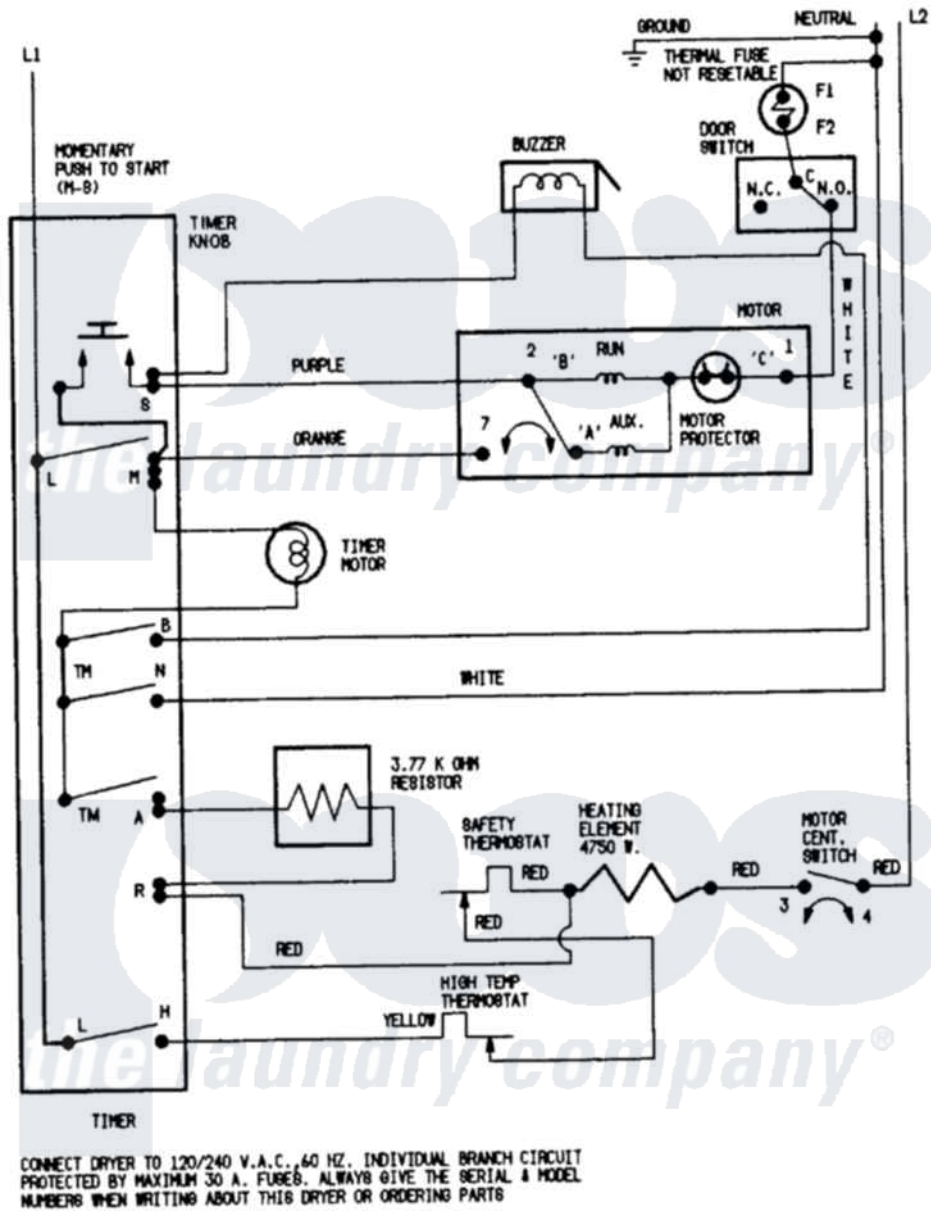 L1
GROUND
NEUTRAL
L2
THERMAL FUSE
NOT RESETABLE
F1
F2
DOOR
SWITCH
N.C.
C
N.O.
MOMENTARY
PUSH TO START
(M-B)
BUZZER
TIMER
KNOB
WHITE
MOTOR
PURPLE
2
'B'
RUN
'C'
1
S
ORANGE
7
'A'
AUX.
MOTOR
PROTECTOR
L
M
the laundry company®
TIMER
MOTOR
B
TM
N
WHITE
3.77 K OHM
RESISTOR
TM
A
SAFETY
THERMOSTAT
HEATING
ELEMENT
4750 W.
MOTOR
CENT.
SWITCH
RED
RED
RED
R
RED
3
4
RED
HIGH TEMP
THERMOSTAT
L
H
YELLOW
the laundry company®
TIMER
CONNECT DRYER TO 120/240 V.A.C.,60 HZ. INDIVIDUAL BRANCH CIRCUIT
PROTECTED BY MAXIMUM 30 A. FUSES. ALWAYS GIVE THE SERIAL & MODEL
NUMBERS WHEN WRITING ABOUT THIS DRYER OR ORDERING PARTS